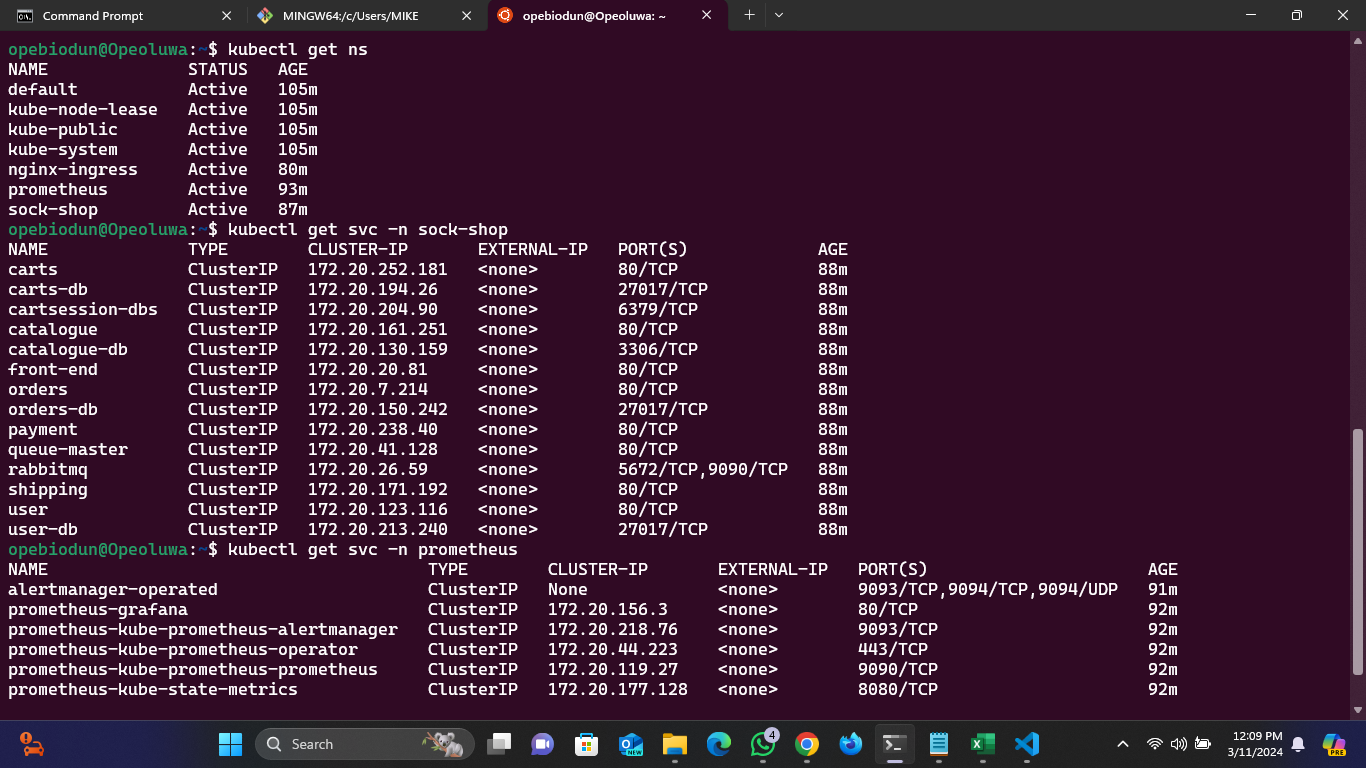 Command Prompt
MINGW64:/c/Users/MIKE
opebiodun@Opeoluwa: ~
opebiodun@Opeoluwa:~$ kubectl get ns
NAME STATUS AGE
default Active 105m
kube-node-lease Active 105m
kube-public Active 105m
kube-system Active 105m
nginx-ingress Active 80m
prometheus Active 93m
sock-shop Active 87m
opebiodun@Opeoluwa:~$ kubectl get svc -n sock-shop
NAME TYPE CLUSTER-IP EXTERNAL-IP PORT(S) AGE
carts ClusterIP 172.20.252.181 <none> 80/TCP 88m
carts-db ClusterIP 172.20.194.26 <none> 27017/TCP 88m
cartsession-dbs ClusterIP 172.20.204.90 <none> 6379/TCP 88m
catalogue ClusterIP 172.20.161.251 <none> 80/TCP 88m
catalogue-db ClusterIP 172.20.130.159 <none> 3306/TCP 88m
front-end ClusterIP 172.20.20.81 <none> 80/TCP 88m
orders ClusterIP 172.20.7.214 <none> 80/TCP 88m
orders-db ClusterIP 172.20.150.242 <none> 27017/TCP 88m
payment ClusterIP 172.20.238.40 <none> 80/TCP 88m
queue-master ClusterIP 172.20.41.128 <none> 80/TCP 88m
rabbitmq ClusterIP 172.20.26.59 <none> 5672/TCP,9090/TCP 88m
shipping ClusterIP 172.20.171.192 <none> 80/TCP 88m
user ClusterIP 172.20.123.116 <none> 80/TCP 88m
user-db ClusterIP 172.20.213.240 <none> 27017/TCP 88m
opebiodun@Opeoluwa:~$ kubectl get svc -n prometheus
NAME TYPE CLUSTER-IP EXTERNAL-IP PORT(S) AGE
alertmanager-operated ClusterIP None <none> 9093/TCP,9094/TCP,9094/UDP 91m
prometheus-grafana ClusterIP 172.20.156.3 <none> 80/TCP 92m
prometheus-kube-prometheus-alertmanager ClusterIP 172.20.218.76 <none> 9093/TCP 92m
prometheus-kube-prometheus-operator ClusterIP 172.20.44.223 <none> 443/TCP 92m
prometheus-kube-prometheus-prometheus ClusterIP 172.20.119.27 <none> 9090/TCP 92m
prometheus-kube-state-metrics ClusterIP 172.20.177.128 <none> 8080/TCP 92m
Search
NEW
4
12:09 PM
3/11/2024
PRE